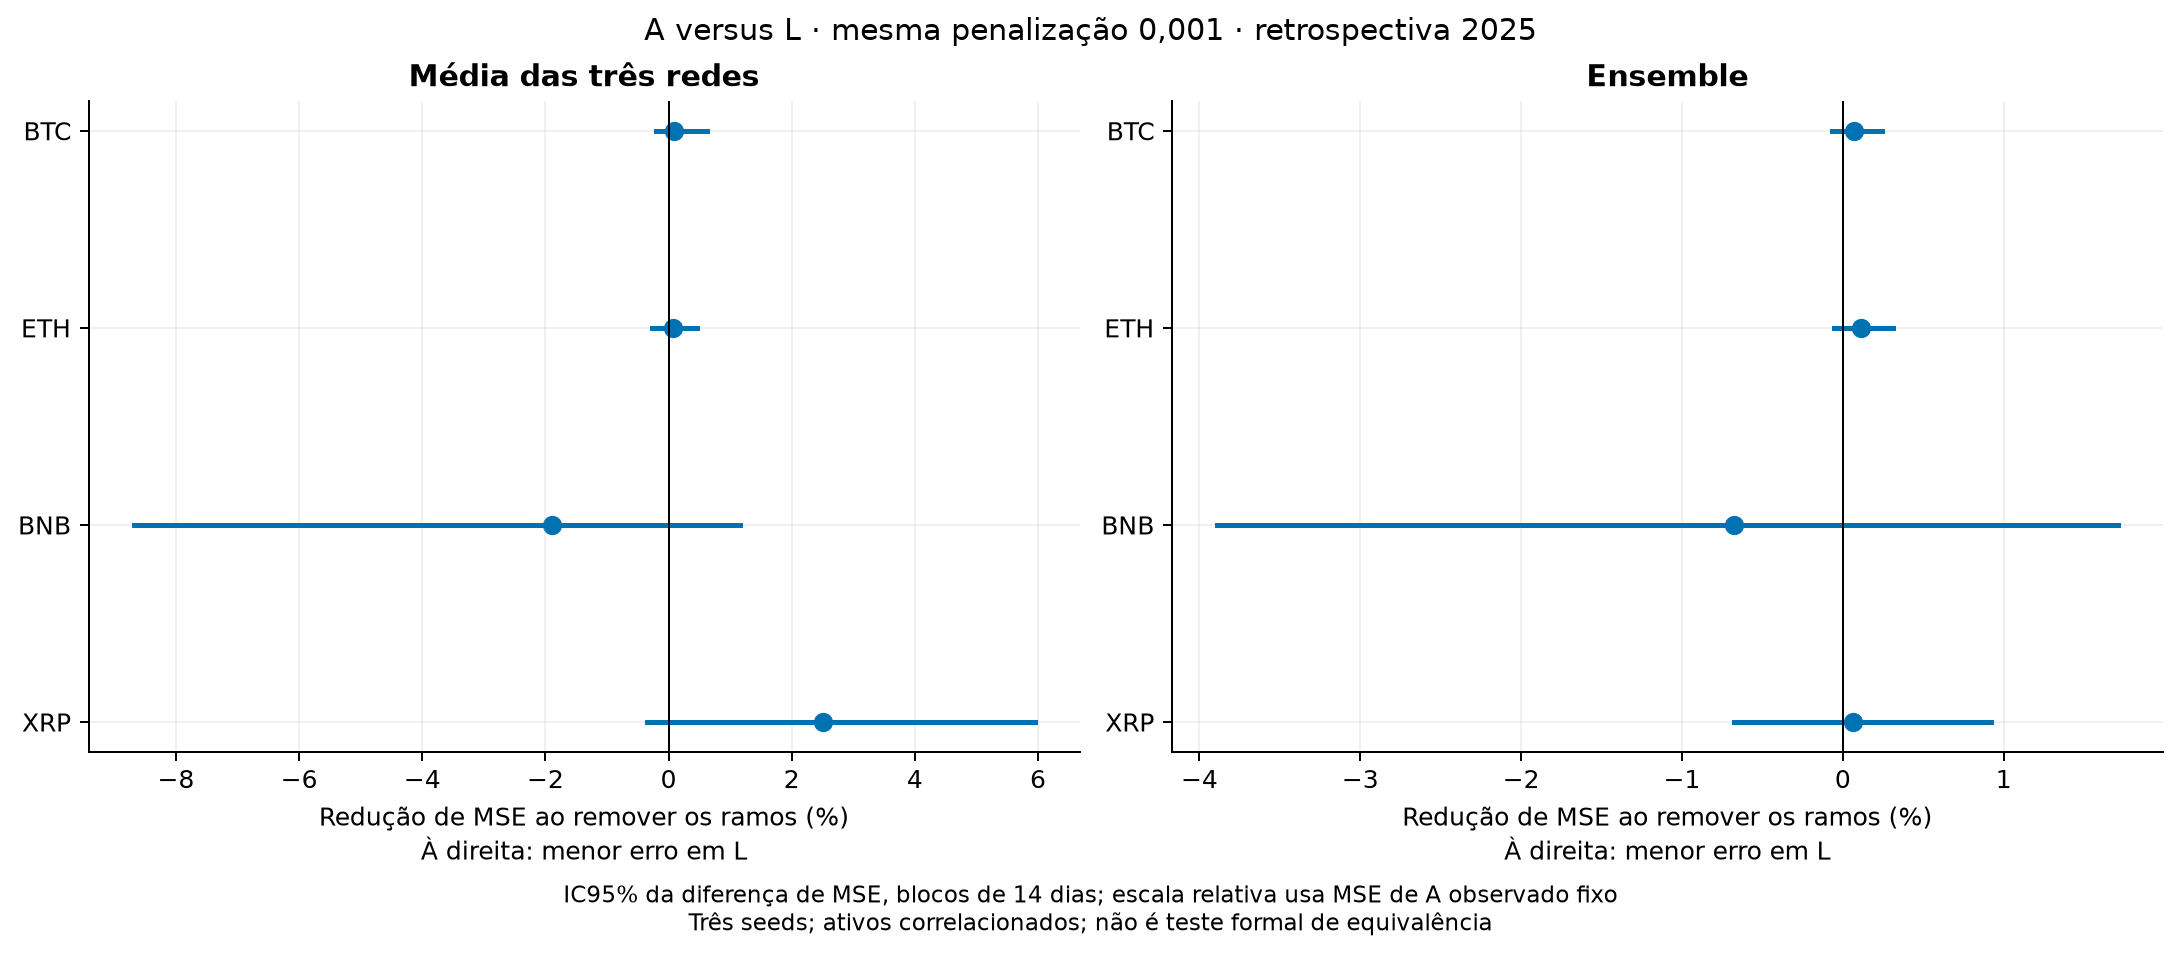 A versus L · mesma penalização 0,001 · retrospectiva 2025
Média das três redes
BTC
ETH
BNB
XRP
−8 −6 −4 −2 0 2 4 6
Redução de MSE ao remover os ramos (%)
À direita: menor erro em L
Ensemble
BTC
ETH
BNB
XRP
−4 −3 −2 −1 0 1
Redução de MSE ao remover os ramos (%)
À direita: menor erro em L
IC95% da diferença de MSE, blocos de 14 dias; escala relativa usa MSE de A observado fixo
Três seeds; ativos correlacionados; não é teste formal de equivalência